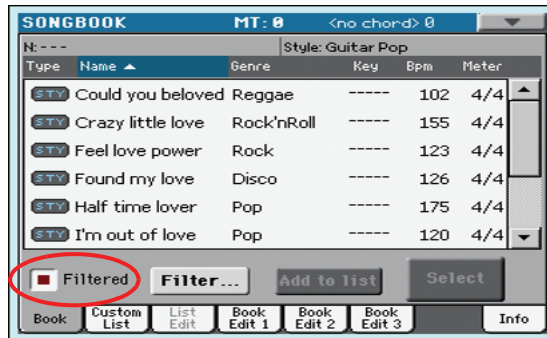 SONGBOOK MT: 0 <no chord> 0
N:--- Style: Guitar Pop
Type Name Genre Key Bpm Meter
STY Could you beloved Reggae ----- 102 4/4
STY Crazy little love Rock'nRoll ----- 155 4/4
STY Feel love power Rock ----- 123 4/4
STY Found my love Disco ----- 126 4/4
STY Half time lover Pop ----- 175 4/4
STY I'm out of love Pop ----- 120 4/4
Filtered Filter... Add to list Select
Book Custom List List Edit Book Edit 1 Book Edit 2 Book Edit 3 Info